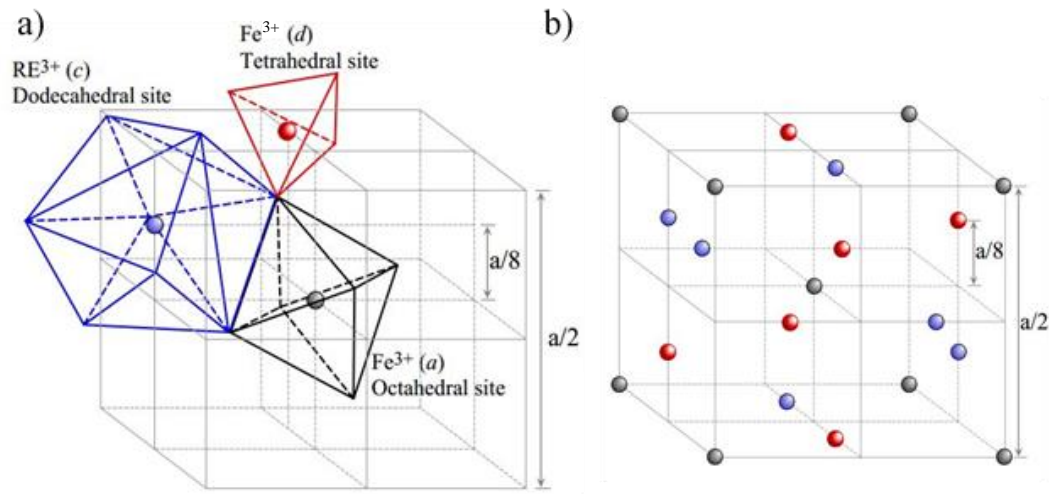 a)
Fe³⁺ (d)
Tetrahedral site
RE³⁺ (c)
Dodecahedral site
a/8
a/2
Fe³⁺ (a)
Octahedral site
b)
a/8
a/2